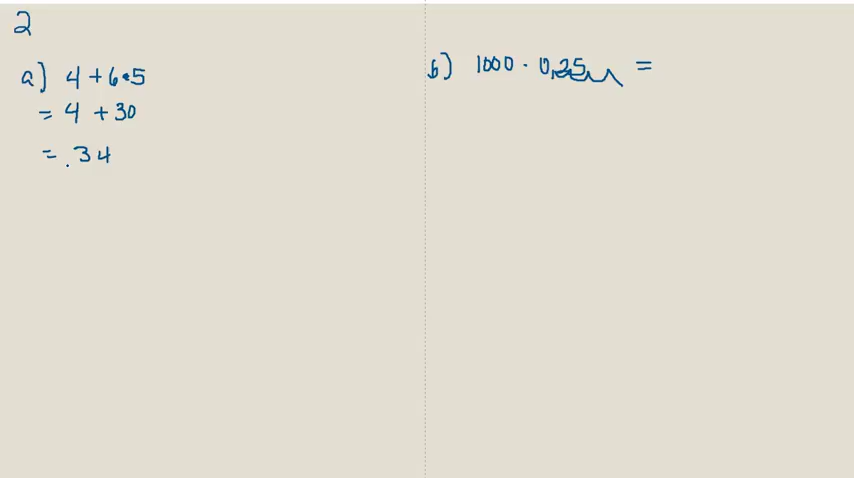 2
a) 4 + 6 • 5
= 4 + 30
= . 34
b) 1000 · 0,25 =